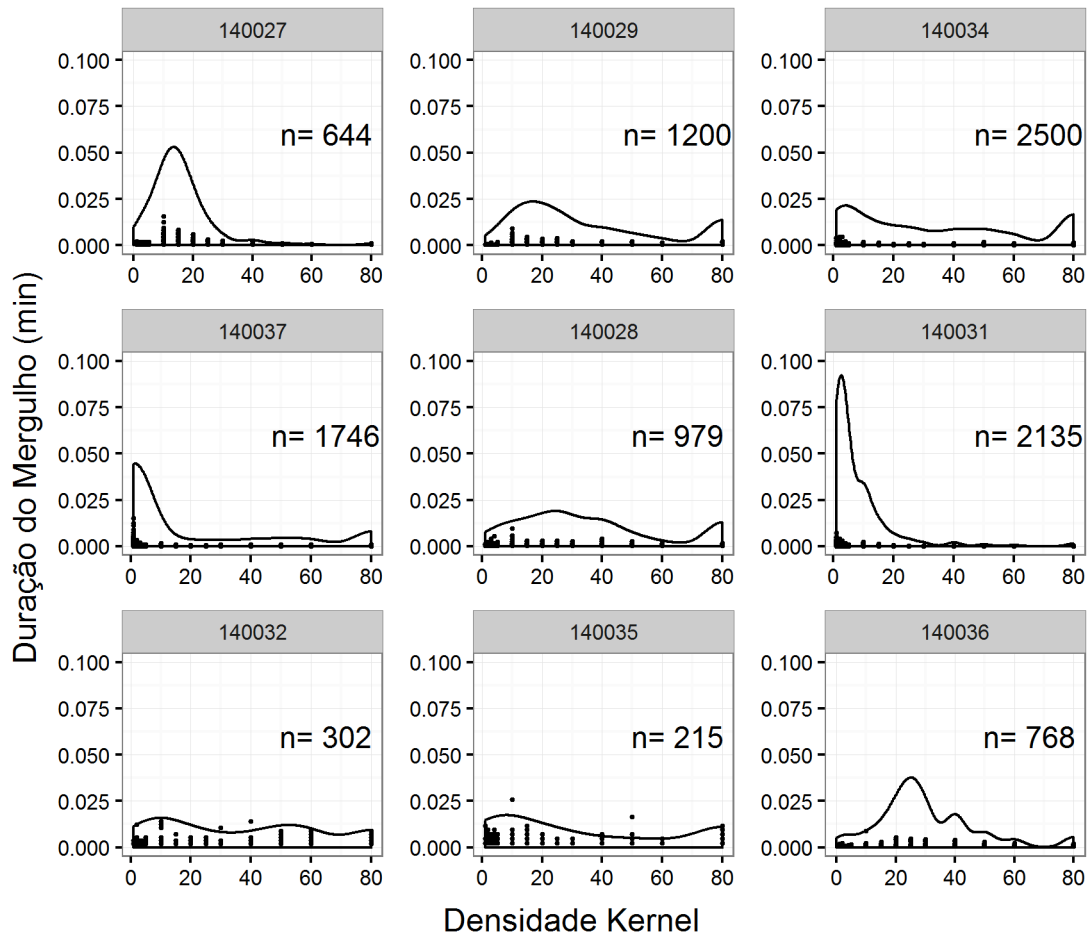 140027 140029 140034
0.100 0.100 0.100
0.075 0.075 0.075
n= 644 n= 1200 n= 2500
0.050 0.050 0.050
0.025 0.025 0.025
0.000 0.000 0.000
0 20 40 60 80 0 20 40 60 80 0 20 40 60 80
Duração do Mergulho (min)
140037 140028 140031
0.100 0.100 0.100
0.075 0.075 0.075
n= 1746 n= 979 n= 2135
0.050 0.050 0.050
0.025 0.025 0.025
0.000 0.000 0.000
0 20 40 60 80 0 20 40 60 80 0 20 40 60 80
140032 140035 140036
0.100 0.100 0.100
0.075 0.075 0.075
n= 302 n= 215 n= 768
0.050 0.050 0.050
0.025 0.025 0.025
0.000 0.000 0.000
0 20 40 60 80 0 20 40 60 80 0 20 40 60 80
Densidade Kernel